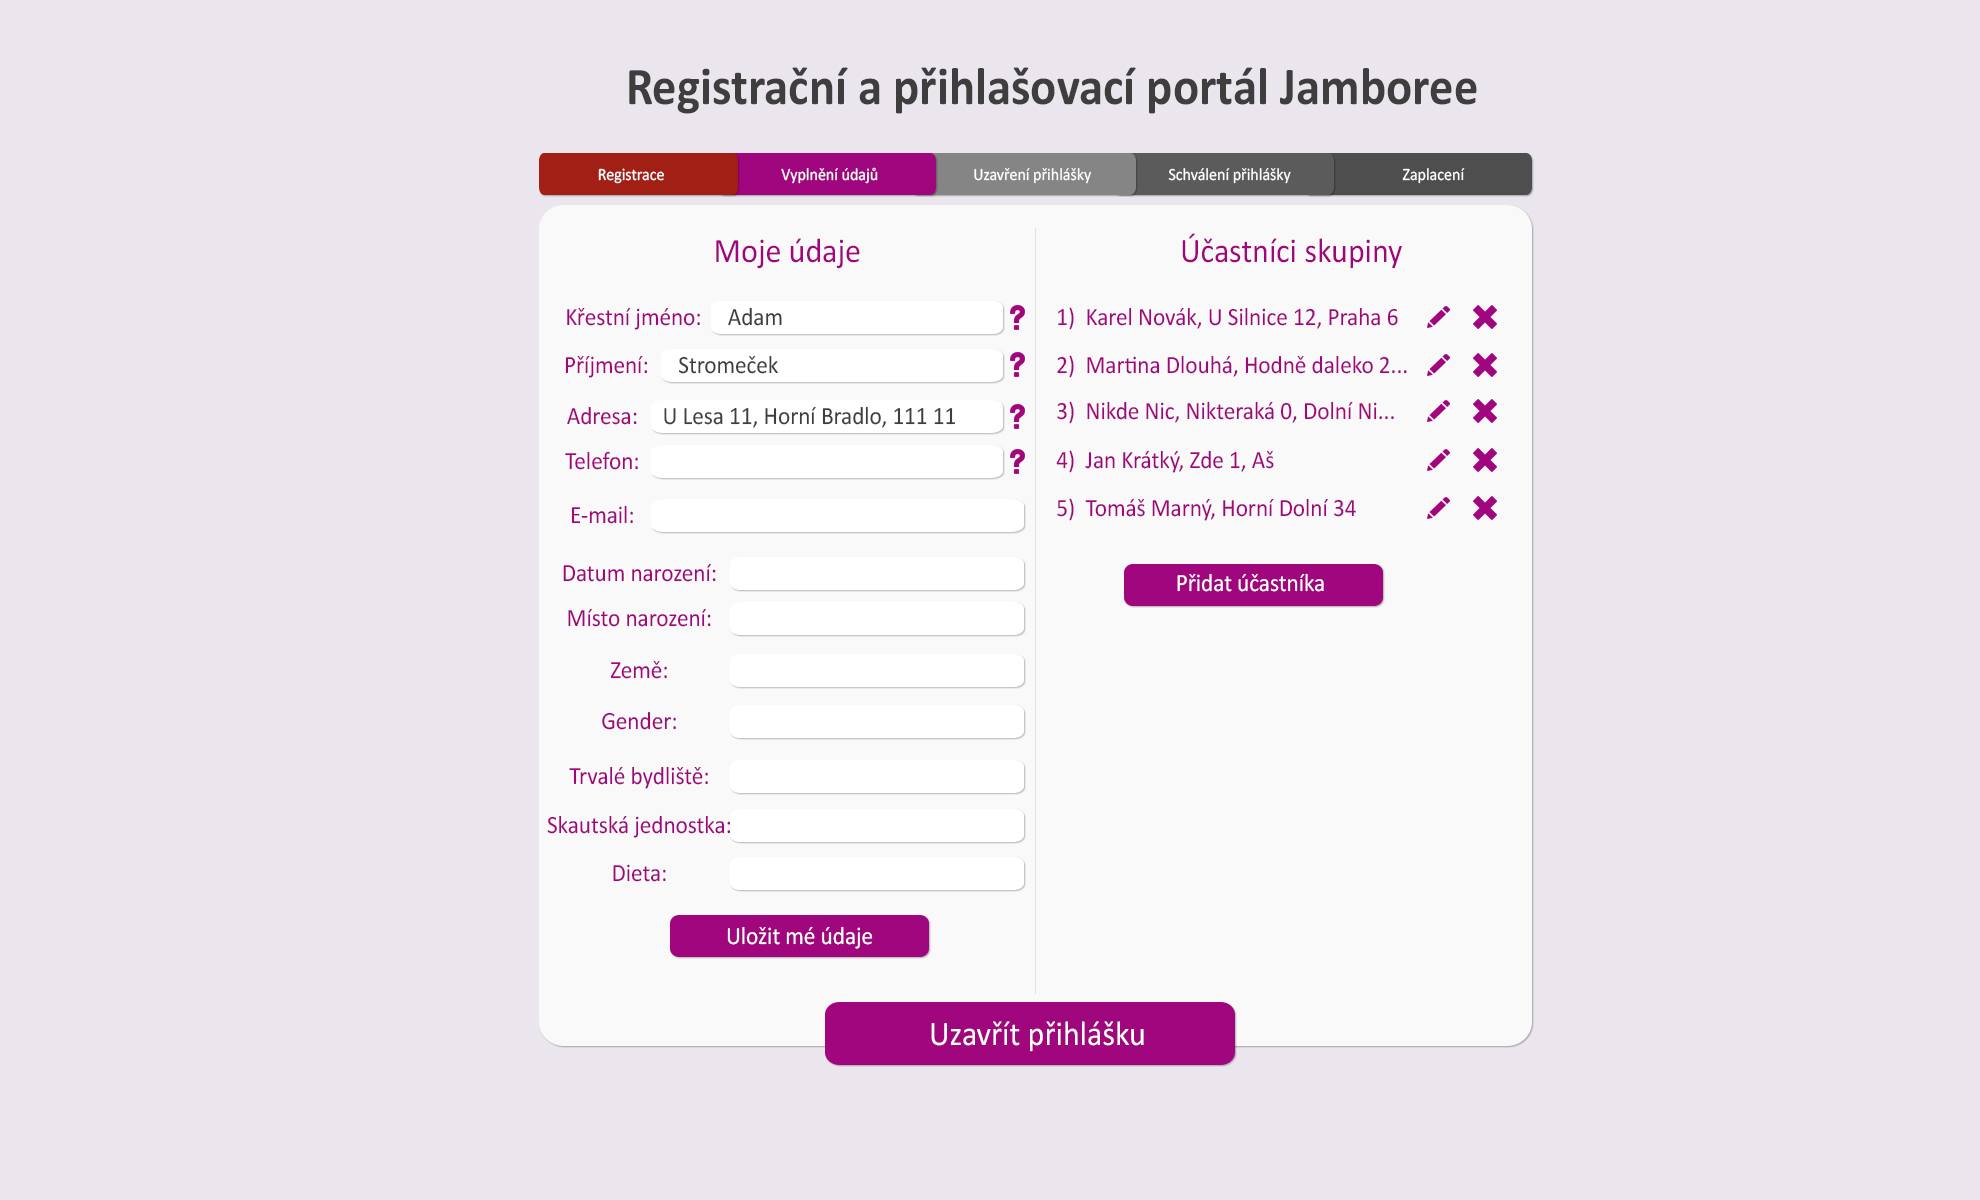 Registrační a přihlašovací portál Jamboree
Registrace
Vyplnění údajů
Uzavření přihlášky
Schválení přihlášky
Zaplacení
Moje údaje
Křestní jméno: Adam ?
Příjmení: Stromeček ?
Adresa: U Lesa 11, Horní Bradlo, 111 11 ?
Telefon: ?
E-mail:
Datum narození:
Místo narození:
Země:
Gender:
Trvalé bydliště:
Skautská jednostka:
Dieta:
Uložit mé údaje
Účastníci skupiny
1) Karel Novák, U Silnice 12, Praha 6
2) Martina Dlouhá, Hodně daleko 2...
3) Nikde Nic, Nikteraká 0, Dolní Ni...
4) Jan Krátký, Zde 1, Aš
5) Tomáš Marný, Horní Dolní 34
Přidat účastníka
Uzavřít přihlášku